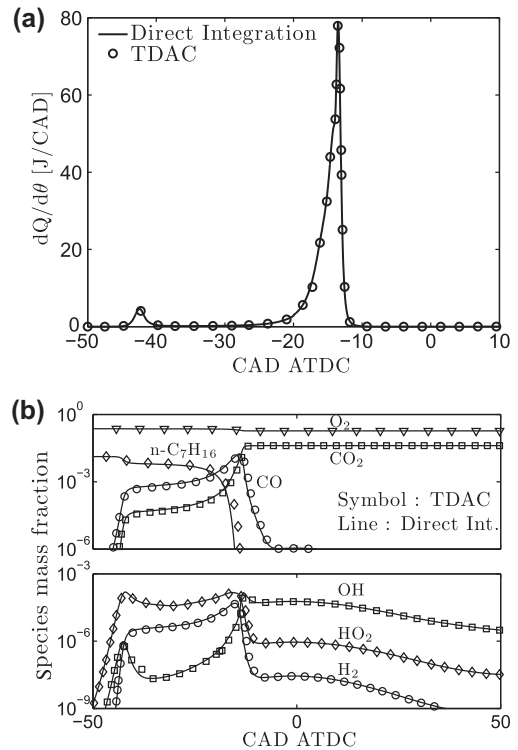 (a)
Direct Integration
TDAC
80
60
40
20
0
dQ/dθ [J/CAD]
−50 −40 −30 −20 −10 0 10
CAD ATDC
(b)
10^0
10^-3
10^-6
O2
n-C7H16
CO2
CO
Symbol : TDAC
Line : Direct Int.
Species mass fraction
10^-3
10^-6
10^-9
OH
HO2
H2
−50 0 50
CAD ATDC